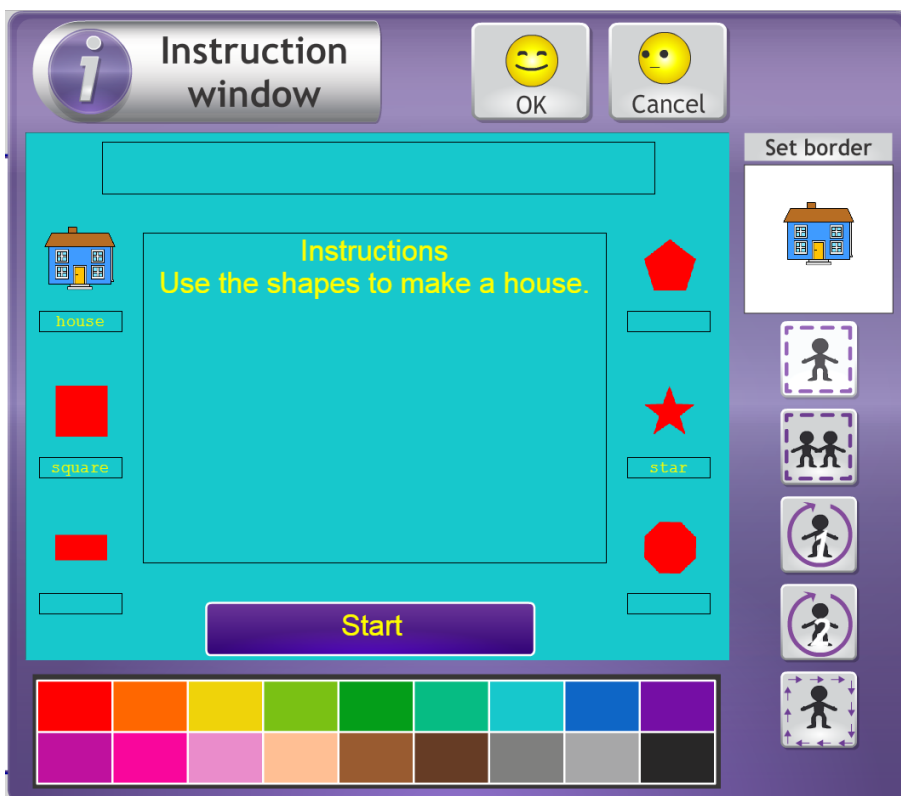 Instruction
window
OK
Cancel
Set border
Instructions
Use the shapes to make a house.
house
square
star
Start